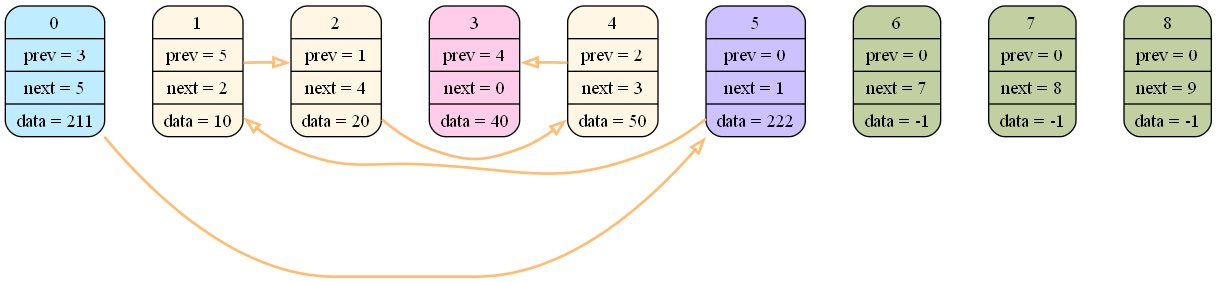 0 1 2 3 4 5 6 7 8
prev = 3 prev = 5 prev = 1 prev = 4 prev = 2 prev = 0 prev = 0 prev = 0 prev = 0
next = 5 next = 2 next = 4 next = 0 next = 3 next = 1 next = 7 next = 8 next = 9
data = 211 data = 10 data = 20 data = 40 data = 50 data = 222 data = -1 data = -1 data = -1